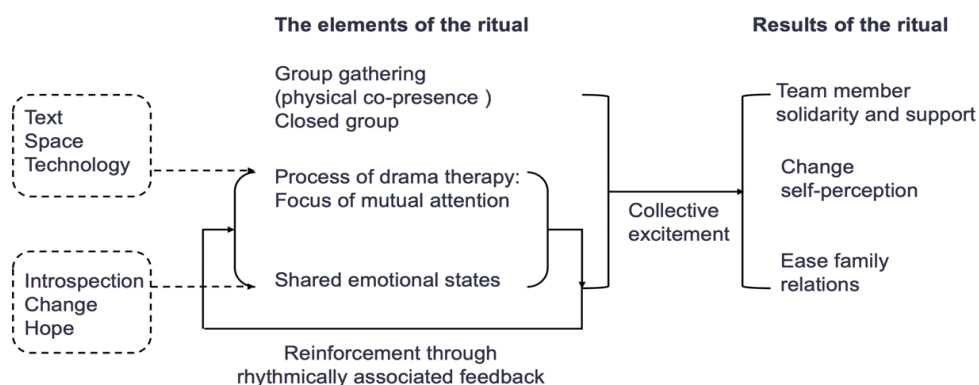 The elements of the ritual
Results of the ritual
Text
Space
Technology
Introspection
Change
Hope
Group gathering
(physical co-presence )
Closed group
Process of drama therapy:
Focus of mutual attention
Shared emotional states
Reinforcement through
rhythmically associated feedback
Collective
excitement
Team member
solidarity and support
Change
self-perception
Ease family
relations